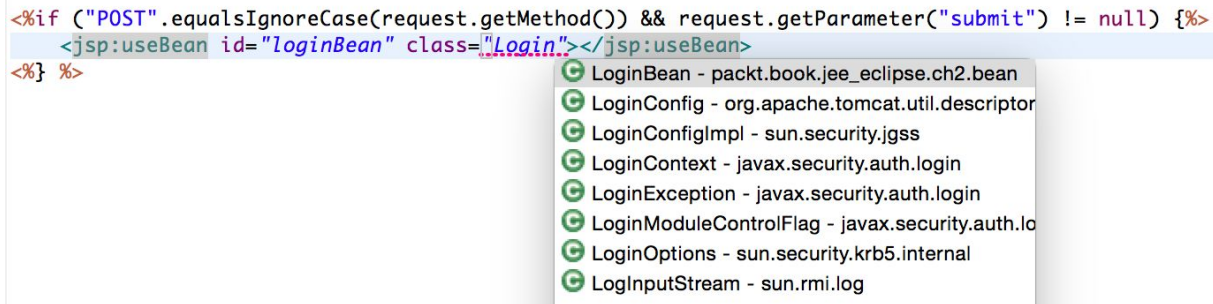 <%if ("POST".equalsIgnoreCase(request.getMethod()) && request.getParameter("submit") != null) {%>
<jsp:useBean id="loginBean" class="Login"></jsp:useBean>
<%} %>
LoginBean - packt.book.jee_eclipse.ch2.bean
LoginConfig - org.apache.tomcat.util.descriptor
LoginConfigImpl - sun.security.jgss
LoginContext - javax.security.auth.login
LoginException - javax.security.auth.login
LoginModuleControlFlag - javax.security.auth.lo
LoginOptions - sun.security.krb5.internal
LogInputStream - sun.rmi.log